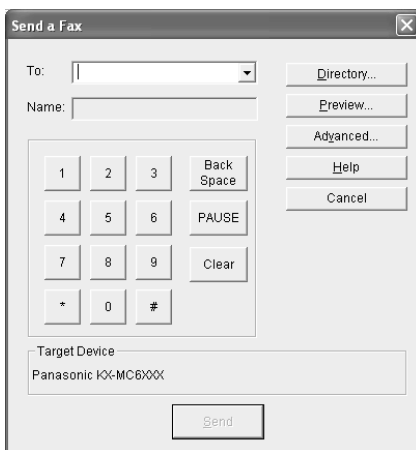 Send a Fax
To:
Directory...
Name:
Preview...
Advanced...
1 2 3 Back Space
Help
4 5 6 PAUSE
Cancel
7 8 9 Clear
* 0 #
Target Device
Panasonic KX-MC6XXX
Send